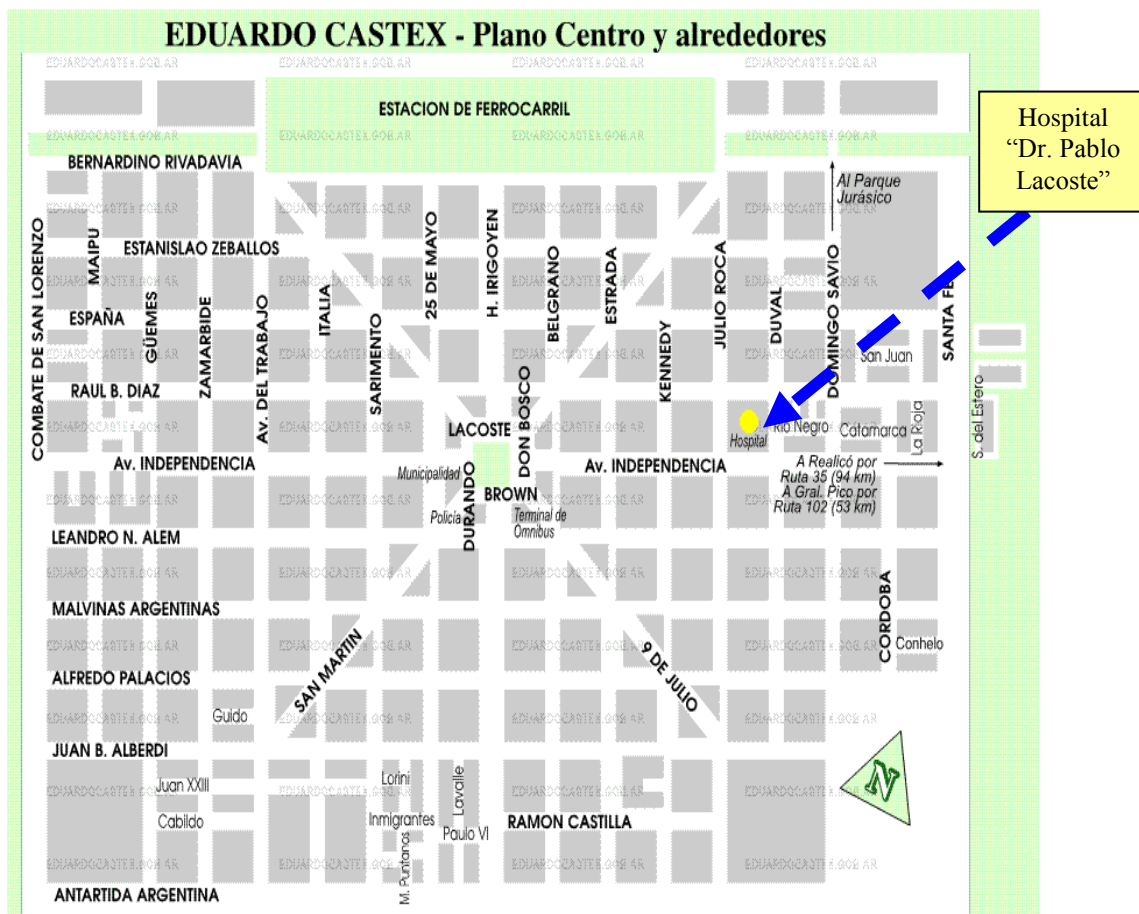 EDUARDO CASTEX - Plano Centro y alrededores
EDUARDOCASTEX.GOB.AR
ESTACION DE FERROCARRIL
Hospital
“Dr. Pablo
Lacoste”
BERNARDINO RIVADAVIA
Al Parque
Jurásico
COMBATE DE SAN LORENZO
MAIPU
ESTANISLAO ZEBALLOS
25 DE MAYO
H. IRIGOYEN
BELGRANO
ESTRADA
JULIO ROCA
DUVAL
DOMINGO SAVIO
SANTA FE
ESPAÑA
GÜEMES
ZAMARBIDE
AV. DEL TRABAJO
ITALIA
SARIMENTO
KENNEDY
San Juan
RAUL B. DIAZ
DON BOSCO
LACOSTE
Hospital
Rio Negro
Catamarca
La Rioja
S. del Estero
Av. INDEPENDENCIA
Municipalidad
Av. INDEPENDENCIA
A Realicó por
Ruta 35 (94 km)
A Gral. Pico por
Ruta 102 (53 km)
DURANDO
BROWN
Policía
Terminal de
Omnibus
LEANDRO N. ALEM
MALVINAS ARGENTINAS
CORDOBA
Conhelo
SAN MARTIN
9 DE JULIO
ALFREDO PALACIOS
Guido
JUAN B. ALBERDI
N
Juan XXIII
Lorini
Lavalle
Cabildo
Inmigrantes
Paulo VI
RAMON CASTILLA
M. Puntanos
ANTARTIDA ARGENTINA